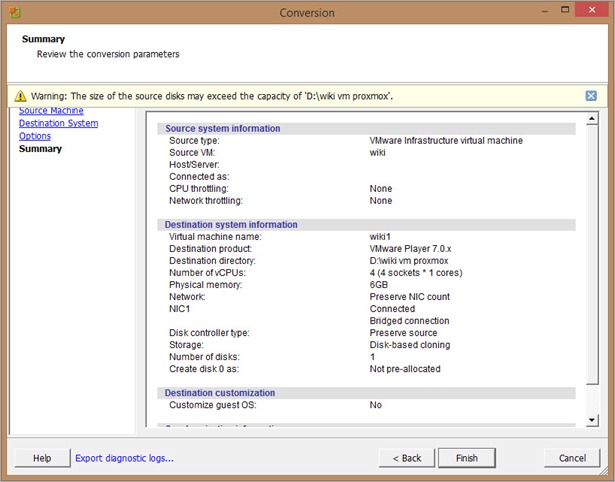 Conversion
Summary
Review the conversion parameters
Warning: The size of the source disks may exceed the capacity of 'D:\wiki vm proxmox'.
Source Machine
Destination System
Options
Summary
Source system information
Source type: VMware Infrastructure virtual machine
Source VM: wiki
Host/Server:
Connected as:
CPU throttling: None
Network throttling: None
Destination system information
Virtual machine name: wiki1
Destination product: VMware Player 7.0.x
Destination directory: D:\wiki vm proxmox
Number of vCPUs: 4 (4 sockets * 1 cores)
Physical memory: 6GB
Network: Preserve NIC count
NIC1 Connected
Bridged connection
Disk controller type: Preserve source
Storage: Disk-based cloning
Number of disks: 1
Create disk 0 as: Not pre-allocated
Destination customization
Customize guest OS: No
Help
Export diagnostic logs...
< Back
Finish
Cancel